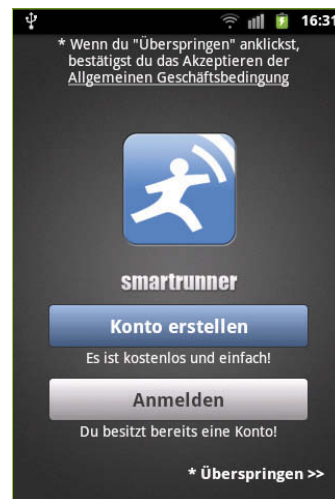 16:31
* Wenn du "Überspringen" anklickst,
bestätigst du das Akzeptieren der
Allgemeinen Geschäftsbedingung
smartrunner
Konto erstellen
Es ist kostenlos und einfach!
Anmelden
Du besitzt bereits eine Konto!
* Überspringen >>